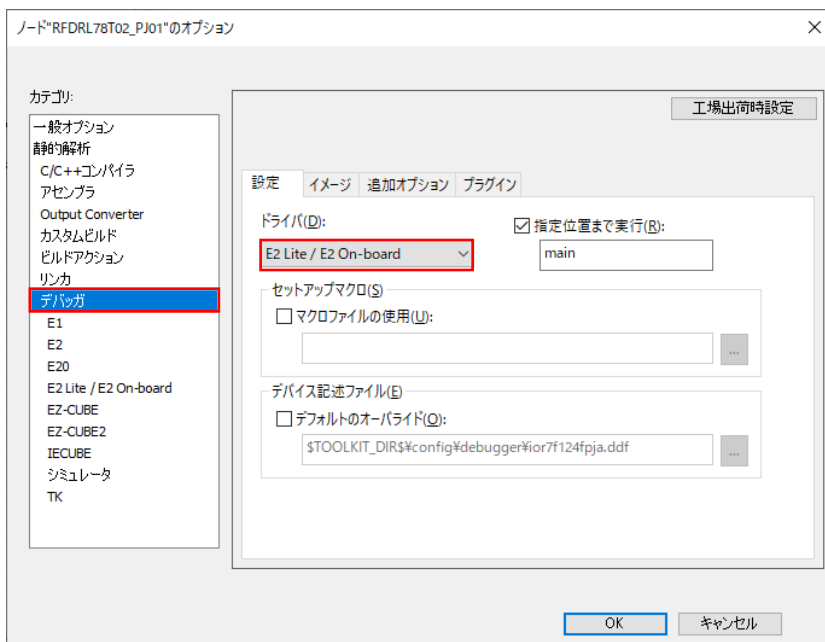 ノード"RFDRL78T02_PJ01"のオプション
カテゴリ:
一般オプション
静的解析
C/C++コンパイラ
アセンブラ
Output Converter
カスタムビルド
ビルドアクション
リンカ
デバッガ
E1
E2
E20
E2 Lite / E2 On-board
EZ-CUBE
EZ-CUBE2
IECUBE
シミュレータ
TK
工場出荷時設定
設定
イメージ
追加オプション
プラグイン
ドライバ(D):
E2 Lite / E2 On-board
指定位置まで実行(R):
main
セットアップマクロ(S)
マクロファイルの使用(U):
...
デバイス記述ファイル(E)
デフォルトのオーバライド(O):
$TOOLKIT_DIR$¥config¥debugger¥ior7f124fpja.ddf
...
OK
キャンセル